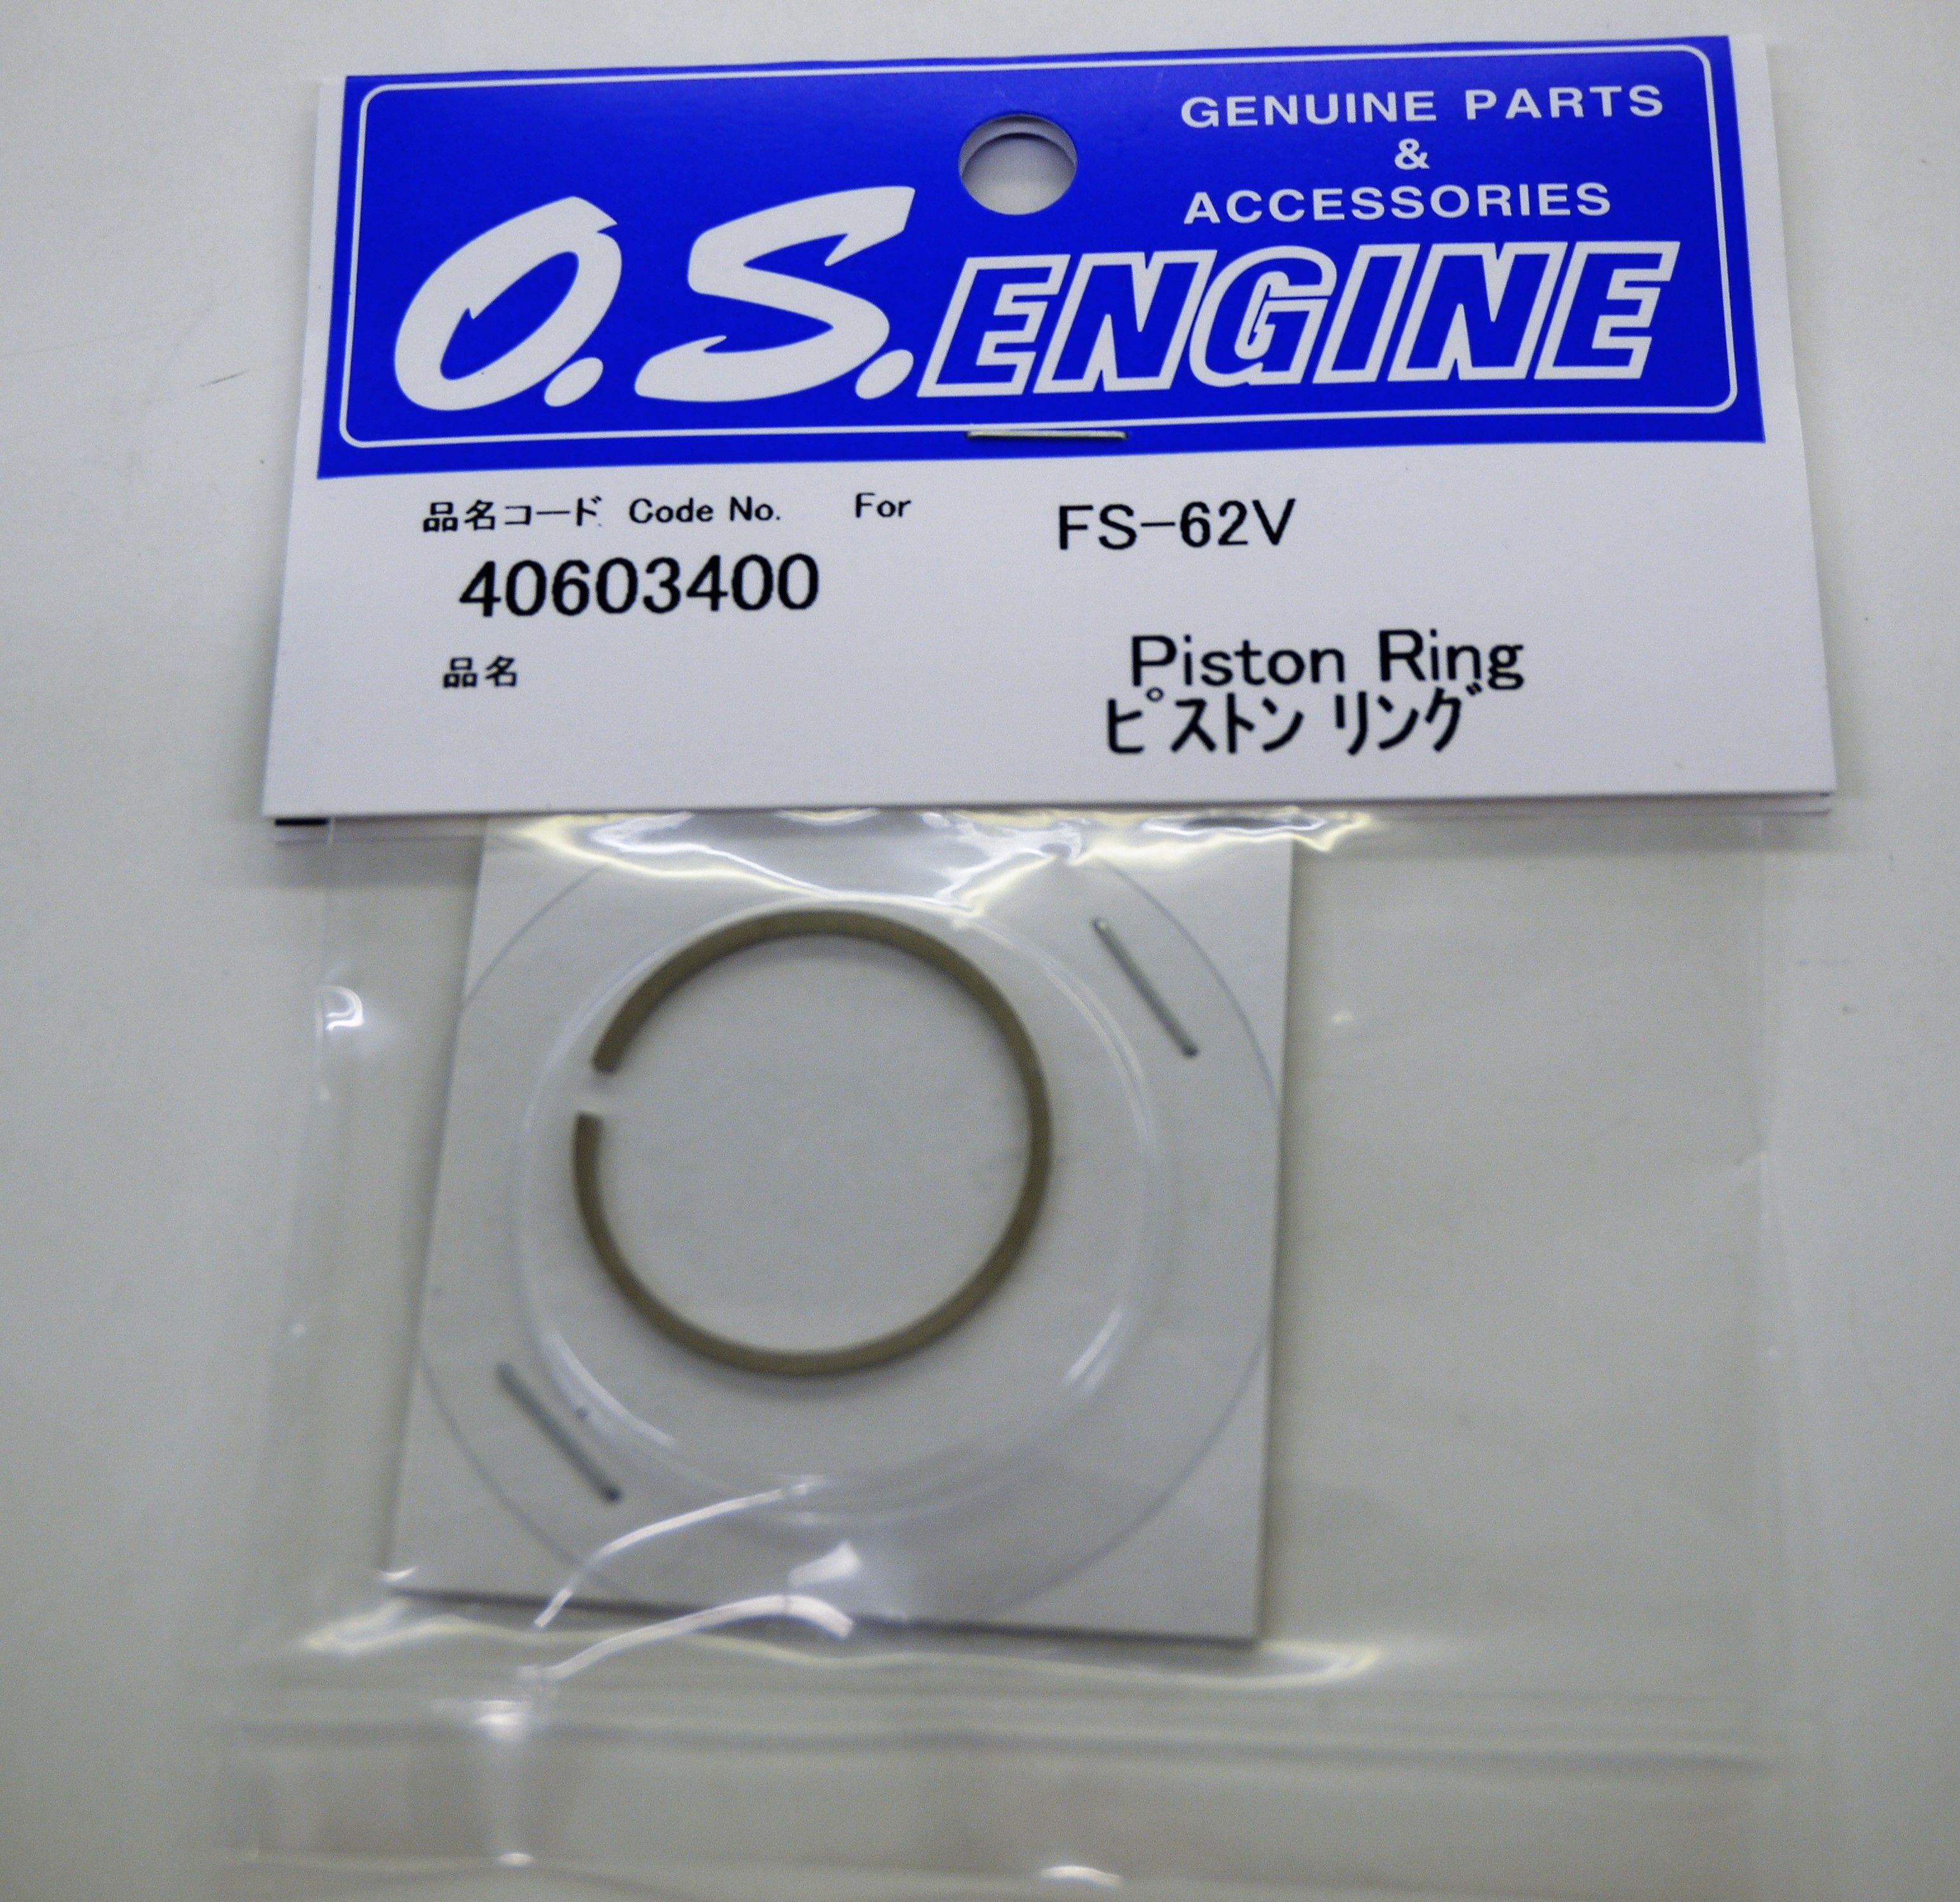 GENUINE PARTS
&
ACCESSORIES
O.S.ENGINE
品名コード Code No. For FS-62V
40603400
品名 Piston Ring
ピストン リング